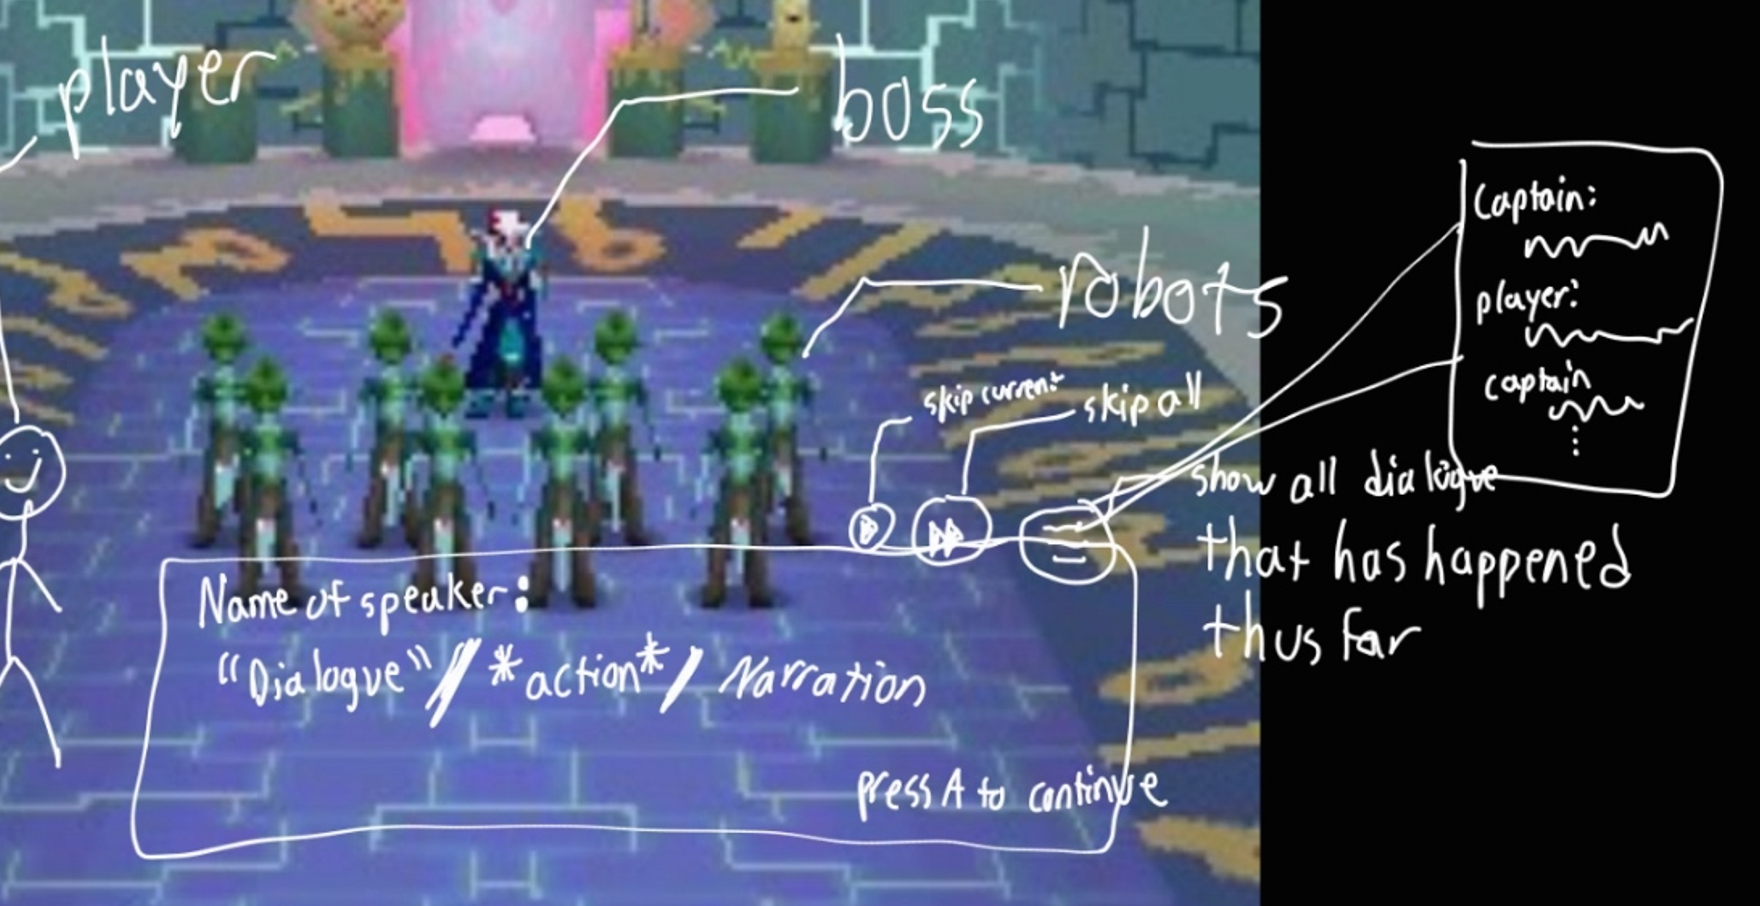 player
boss
robots
skip current
skip all
Captain:
player:
captain
show all dialogue
that has happened
thus far
Name of speaker:
"Dialogue" / *action* / Narration
press A to continue